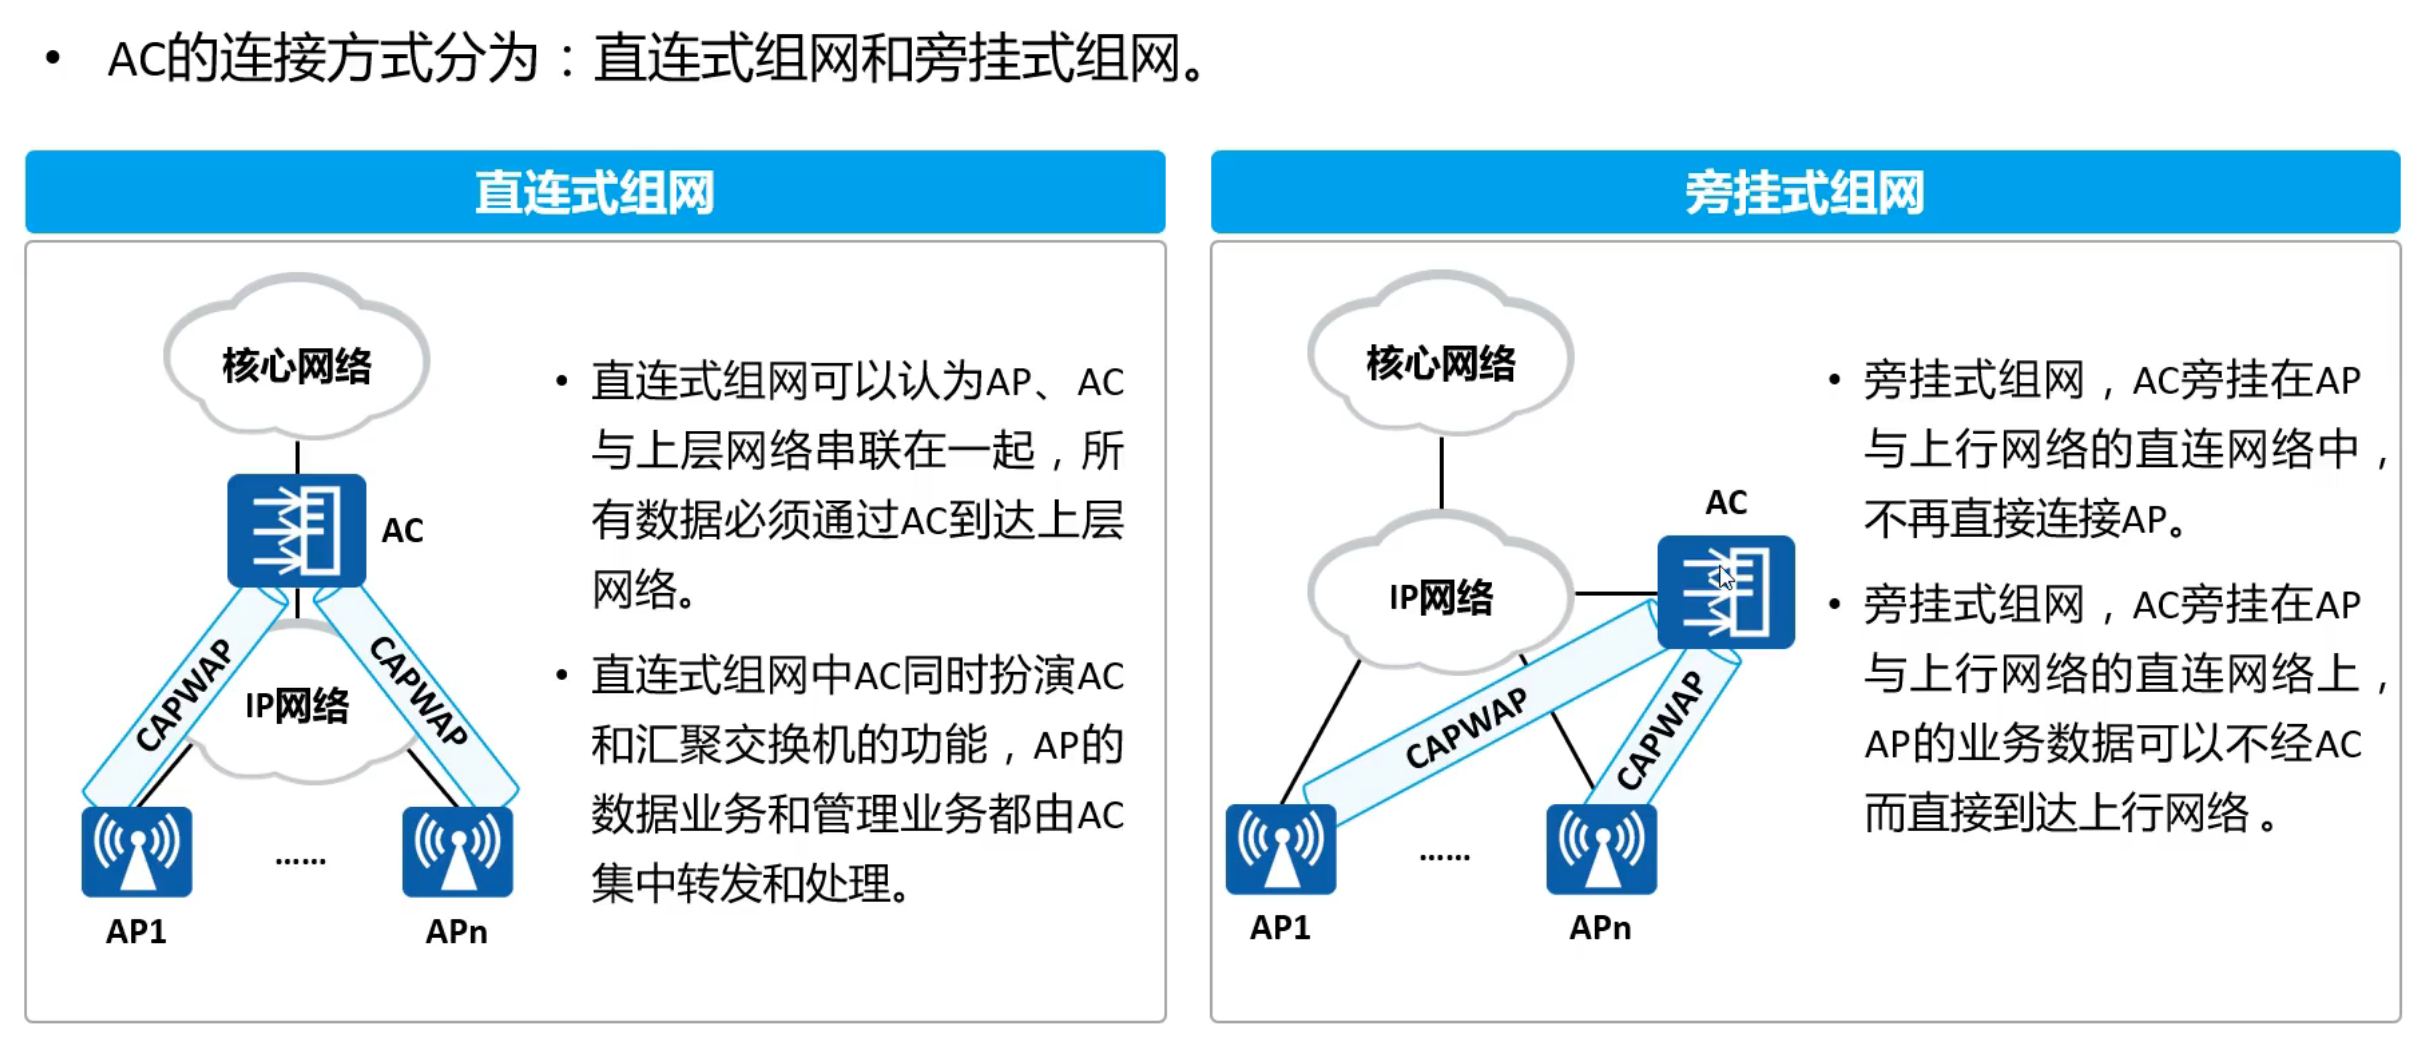 • AC的连接方式分为：直连式组网和旁挂式组网。
直连式组网
核心网络
AC
CAPWAP
CAPWAP
IP网络
......
AP1
APn
• 直连式组网可以认为AP、AC
与上层网络串联在一起，所
有数据必须通过AC到达上层
网络。
• 直连式组网中AC同时扮演AC
和汇聚交换机的功能，AP的
数据业务和管理业务都由AC
集中转发和处理。
旁挂式组网
核心网络
AC
IP网络
CAPWAP
CAPWAP
......
AP1
APn
• 旁挂式组网，AC旁挂在AP
与上行网络的直连网络中，
不再直接连接AP。
• 旁挂式组网，AC旁挂在AP
与上行网络的直连网络上，
AP的业务数据可以不经AC
而直接到达上行网络 。